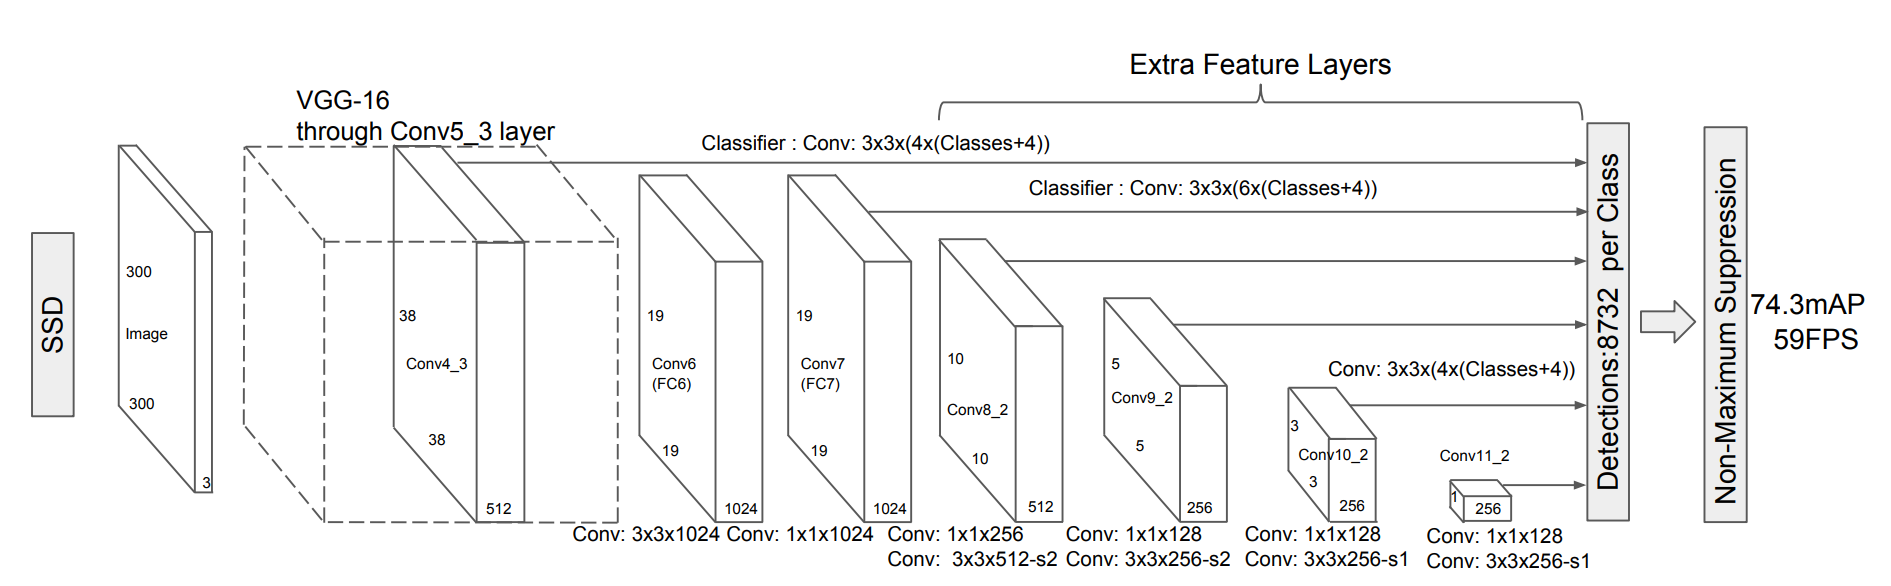 Extra Feature Layers
VGG-16
through Conv5_3 layer
Classifier : Conv: 3x3x(4x(Classes+4))
Classifier : Conv: 3x3x(6x(Classes+4))
SSD
300
Image
300
3
38
Conv4_3
38
512
19
Conv6
(FC6)
19
1024
19
Conv7
(FC7)
19
1024
10
Conv8_2
10
512
5
Conv9_2
5
256
Conv: 3x3x(4x(Classes+4))
3
Conv10_2
3
256
Conv11_2
1
256
Detections:8732 per Class
Non-Maximum Suppression
74.3mAP
59FPS
Conv: 3x3x1024
Conv: 1x1x1024
Conv: 1x1x256
Conv: 3x3x512-s2
Conv: 1x1x128
Conv: 3x3x256-s2
Conv: 1x1x128
Conv: 3x3x256-s1
Conv: 1x1x128
Conv: 3x3x256-s1